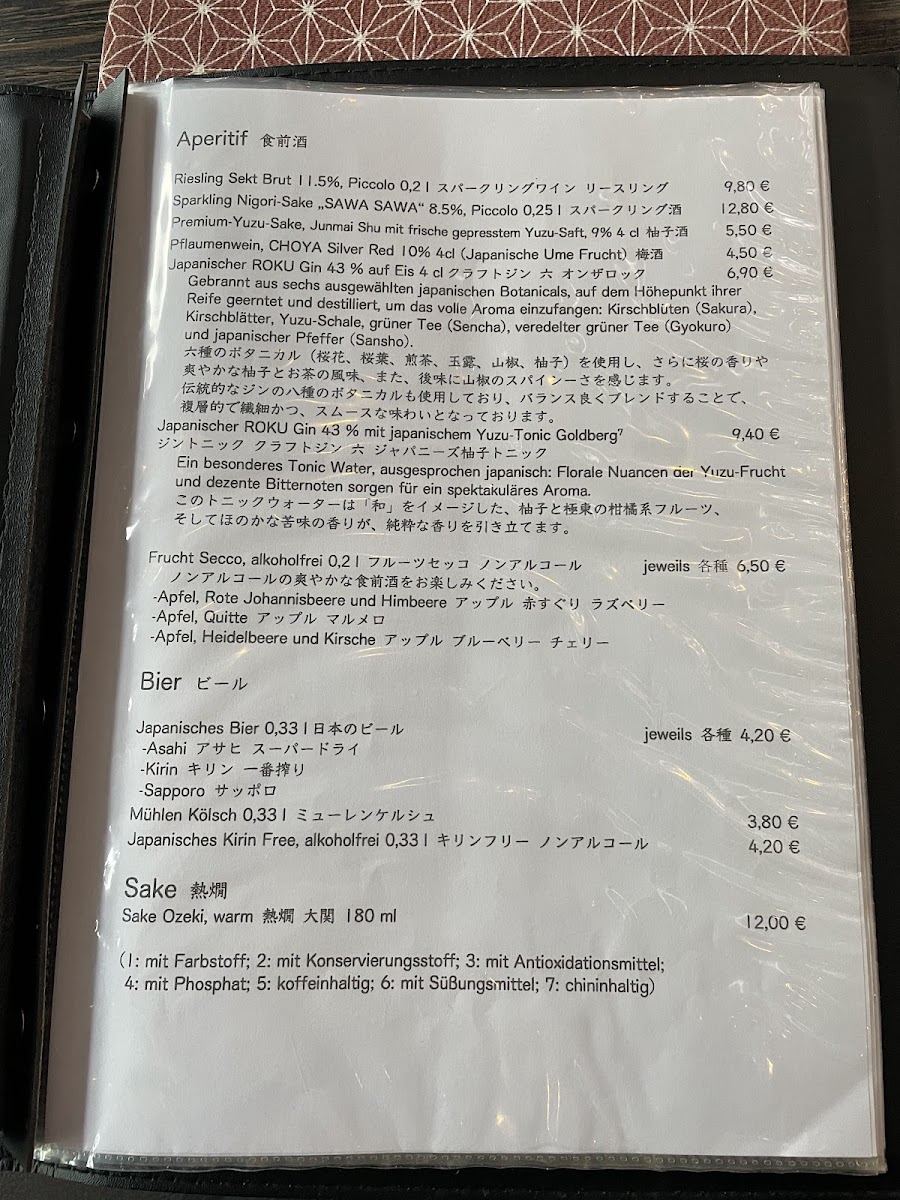 Aperitif 食前酒
Riesling Sekt Brut 11.5%, Piccolo 0,2 l スパークリングワイン リースリング 9,80 €
Sparkling Nigori-Sake „SAWA SAWA“ 8.5%, Piccolo 0,25 l スパークリング酒 12,80 €
Premium-Yuzu-Sake, Junmai Shu mit frische gepresstem Yuzu-Saft, 9% 4 cl 柚子酒 5,50 €
Pflaumenwein, CHOYA Silver Red 10% 4cl (Japanische Ume Frucht) 梅酒 4,50 €
Japanischer ROKU Gin 43 % auf Eis 4 cl クラフトジン 六 オンザロック 6,90 €
Gebrannt aus sechs ausgewählten japanischen Botanicals, auf dem Höhepunkt ihrer
Reife geerntet und destilliert, um das volle Aroma einzufangen: Kirschblüten (Sakura),
Kirschblätter, Yuzu-Schale, grüner Tee (Sencha), veredelter grüner Tee (Gyokuro)
und japanischer Pfeffer (Sansho).
六種のボタニカル（桜花、桜葉、煎茶、玉露、山椒、柚子）を使用し、さらに桜の香りや
爽やかな柚子とお茶の風味、また、後味に山椒のスパイシーさを感じます。
伝統的なジンの八種のボタニカルも使用しており、バランス良くブレンドすることで、
複層的で繊細かつ、スムースな味わいとなっております。
Japanischer ROKU Gin 43 % mit japanischem Yuzu-Tonic Goldberg⁷ 9,40 €
ジントニック クラフトジン 六 ジャパニーズ柚子トニック
Ein besonderes Tonic Water, ausgesprochen japanisch: Florale Nuancen der Yuzu-Frucht
und dezente Bitternoten sorgen für ein spektakuläres Aroma.
このトニックウォーターは「和」をイメージした、柚子と極東の柑橘系フルーツ、
そしてほのかな苦味の香りが、純粋な香りを引き立てます。
Frucht Secco, alkoholfrei 0,2 l フルーツセッコ ノンアルコール jeweils 各種 6,50 €
ノンアルコールの爽やかな食前酒をお楽しみください。
-Apfel, Rote Johannisbeere und Himbeere アップル 赤すぐり ラズベリー
-Apfel, Quitte アップル マルメロ
-Apfel, Heidelbeere und Kirsche アップル ブルーベリー チェリー
Bier ビール
Japanisches Bier 0,33 l 日本のビール jeweils 各種 4,20 €
-Asahi アサヒ スーパードライ
-Kirin キリン 一番搾り
-Sapporo サッポロ
Mühlen Kölsch 0,33 l ミューレンケルシュ 3,80 €
Japanisches Kirin Free, alkoholfrei 0,33 l キリンフリー ノンアルコール 4,20 €
Sake 熱燗
Sake Ozeki, warm 熱燗 大関 180 ml 12,00 €
(1: mit Farbstoff; 2: mit Konservierungsstoff; 3: mit Antioxidationsmittel;
4: mit Phosphat; 5: koffeinhaltig; 6: mit Süßungsmittel; 7: chininhaltig)